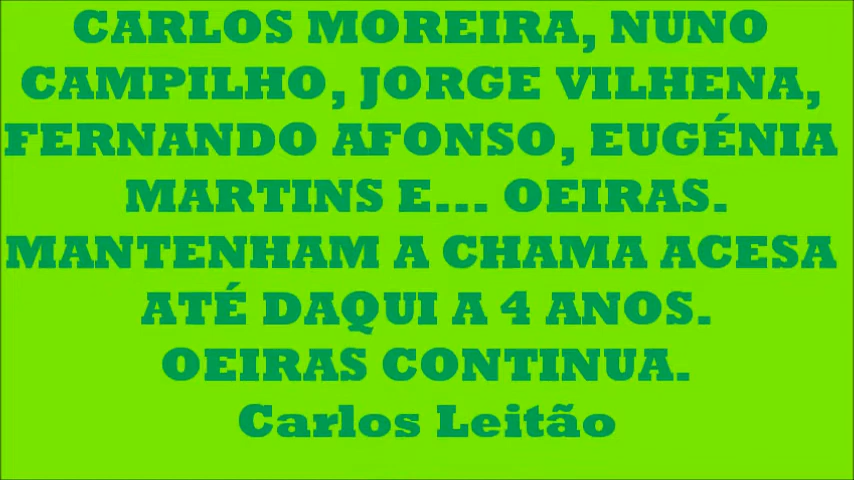 CARLOS MOREIRA, NUNO
CAMPILHO, JORGE VILHENA,
FERNANDO AFONSO, EUGÉNIA
MARTINS E... OEIRAS.
MANTENHAM A CHAMA ACESA
ATÉ DAQUI A 4 ANOS.
OEIRAS CONTINUA.
Carlos Leitão